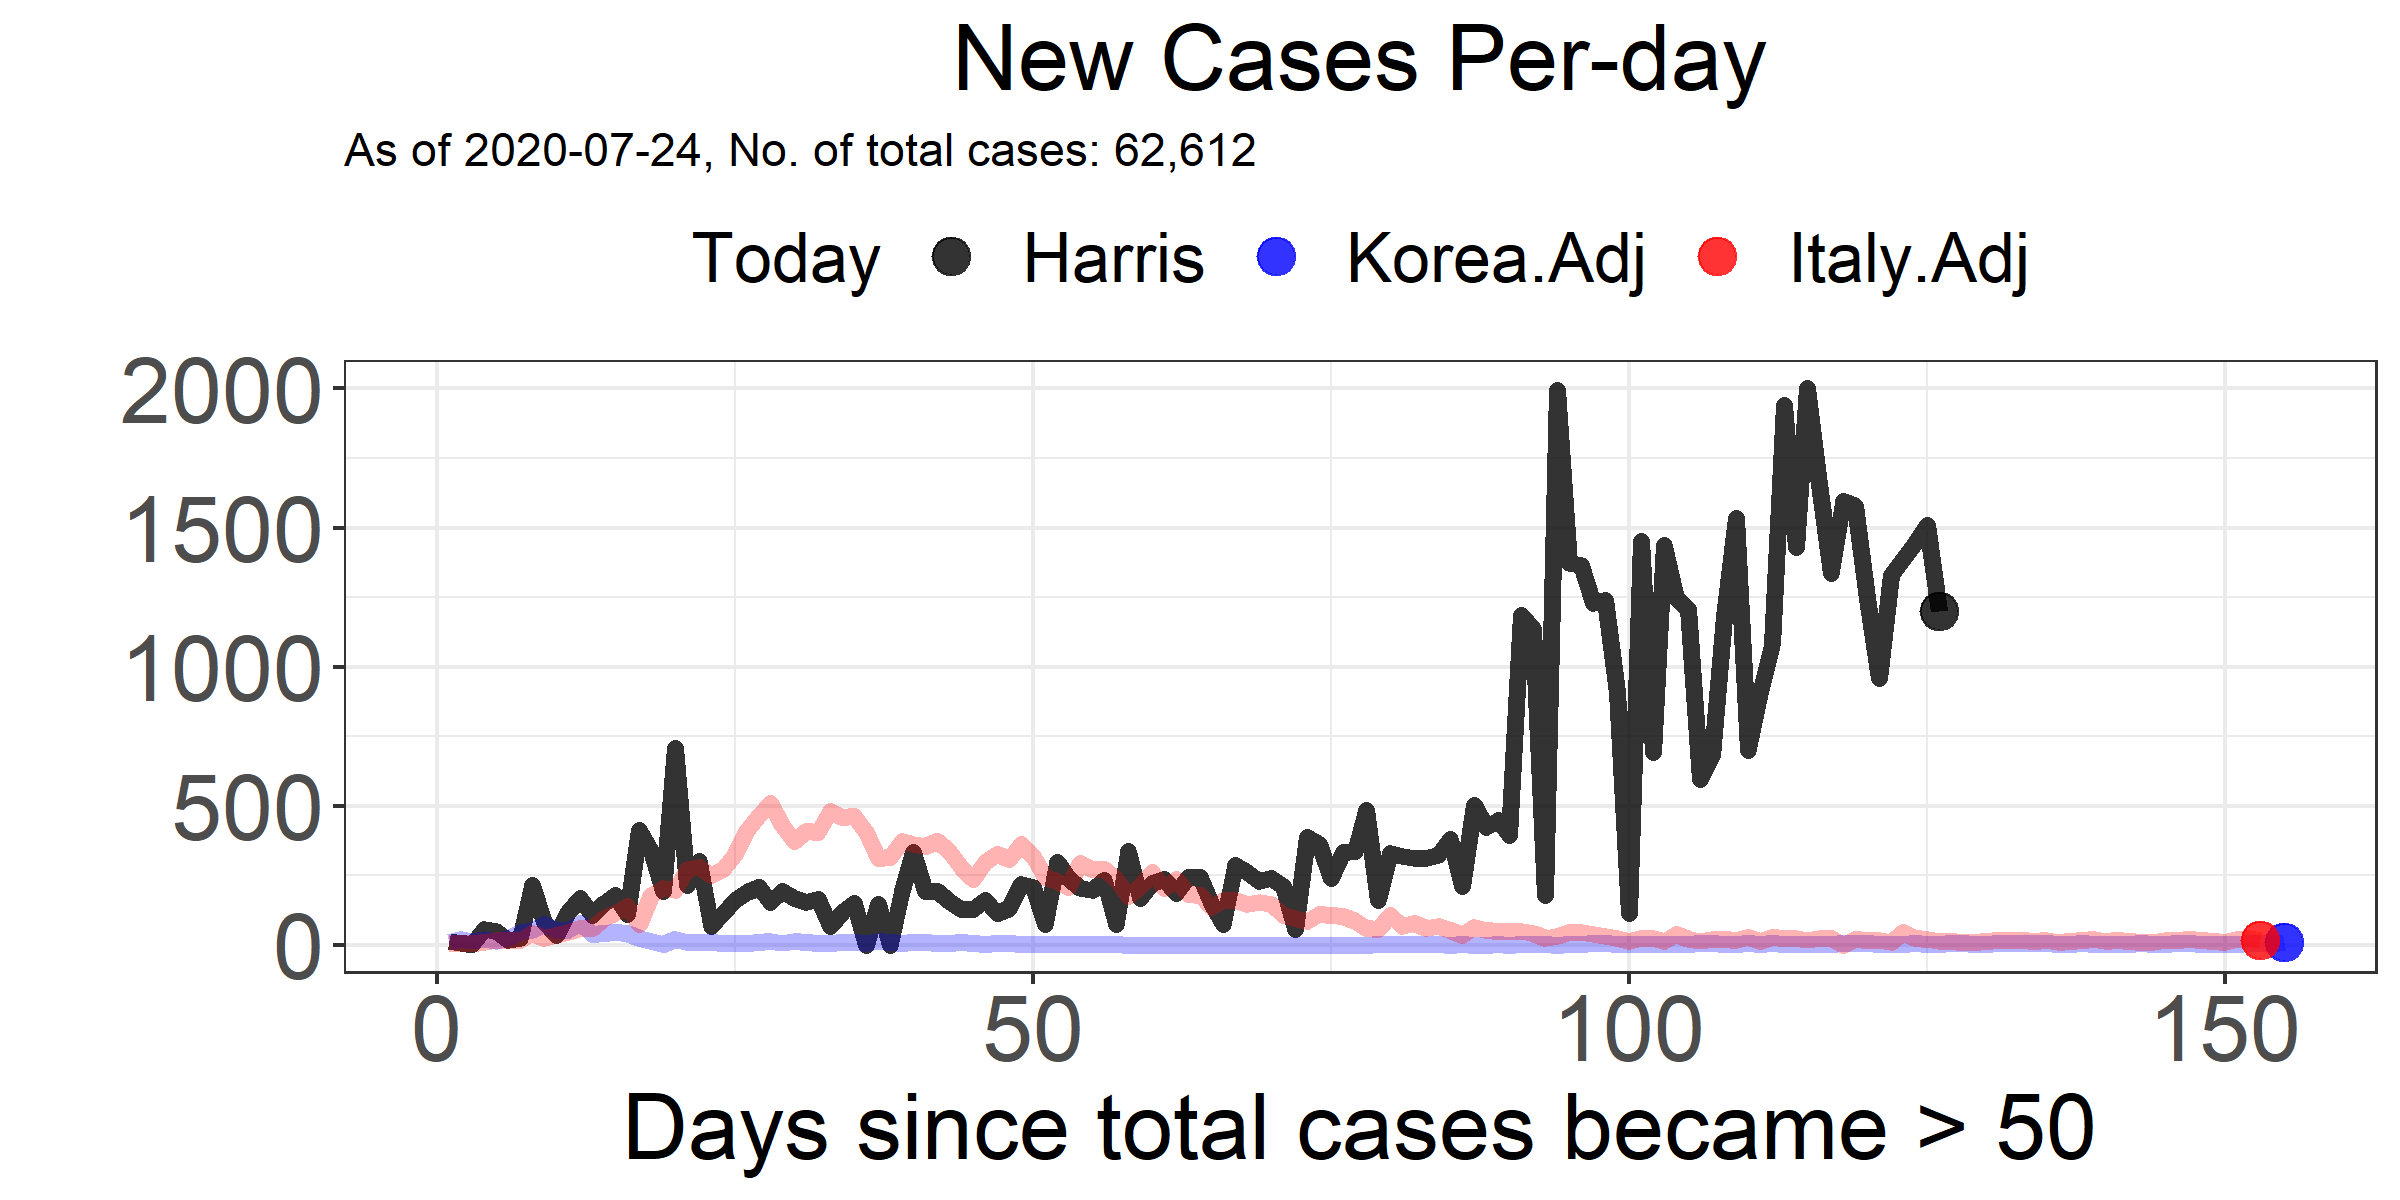 New Cases Per-day
As of 2020-07-24, No. of total cases: 62,612
Today Harris Korea.Adj Italy.Adj
2000
1500
1000
500
0
0 50 100 150
Days since total cases became > 50